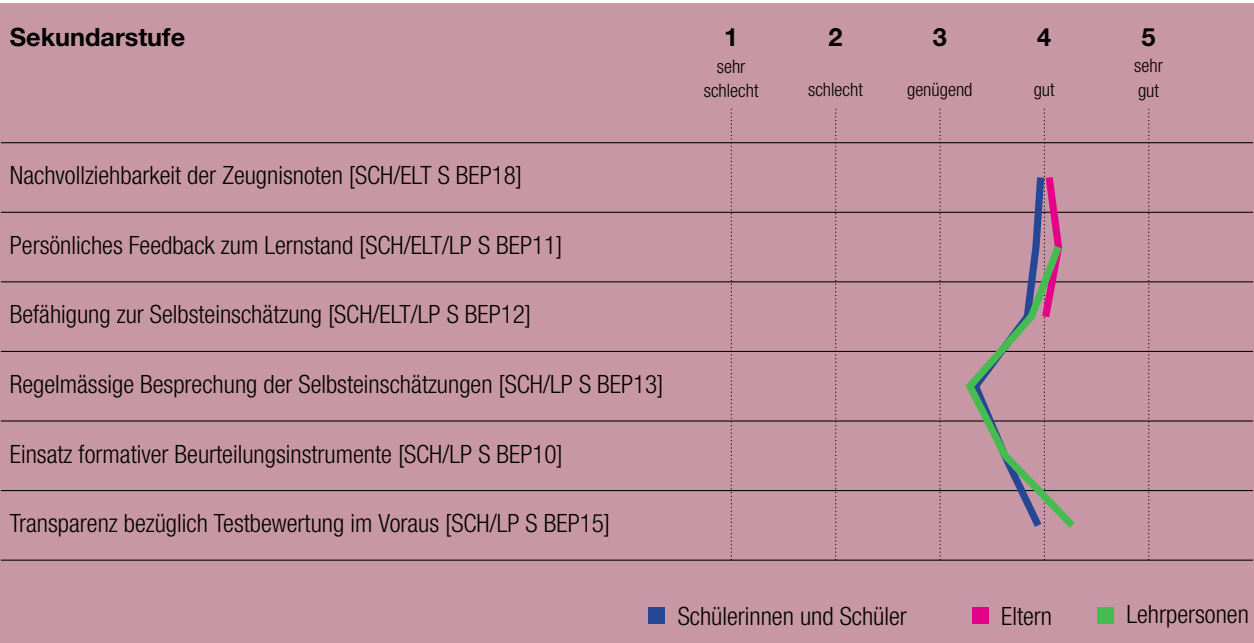 Sekundarstufe
1 2 3 4 5
sehr schlecht schlecht genügend gut sehr gut
Nachvollziehbarkeit der Zeugnisnoten [SCH/ELT S BEP18]
Persönliches Feedback zum Lernstand [SCH/ELT/LP S BEP11]
Befähigung zur Selbsteinschätzung [SCH/ELT/LP S BEP12]
Regelmässige Besprechung der Selbsteinschätzungen [SCH/LP S BEP13]
Einsatz formativer Beurteilungsinstrumente [SCH/LP S BEP10]
Transparenz bezüglich Testbewertung im Voraus [SCH/LP S BEP15]
Schülerinnen und Schüler Eltern Lehrpersonen